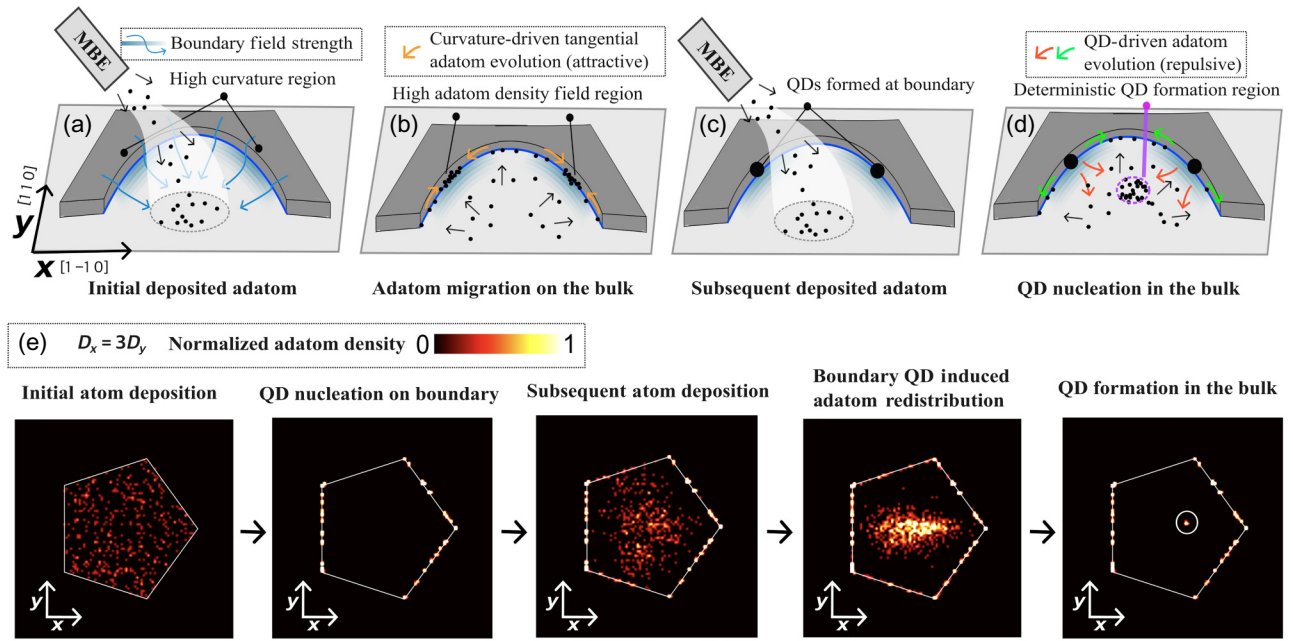 MBE
Boundary field strength
High curvature region
(a)
y [1 1 0]
x [1 −1 0]
Initial deposited adatom
Curvature-driven tangential
adatom evolution (attractive)
High adatom density field region
(b)
Adatom migration on the bulk
MBE
QDs formed at boundary
(c)
Subsequent deposited adatom
QD-driven adatom
evolution (repulsive)
Deterministic QD formation region
(d)
QD nucleation in the bulk
(e) Dx = 3Dy Normalized adatom density 0 1
Initial atom deposition
QD nucleation on boundary
Subsequent atom deposition
Boundary QD induced
adatom redistribution
QD formation in the bulk
y
x
y
x
y
x
y
x
y
x